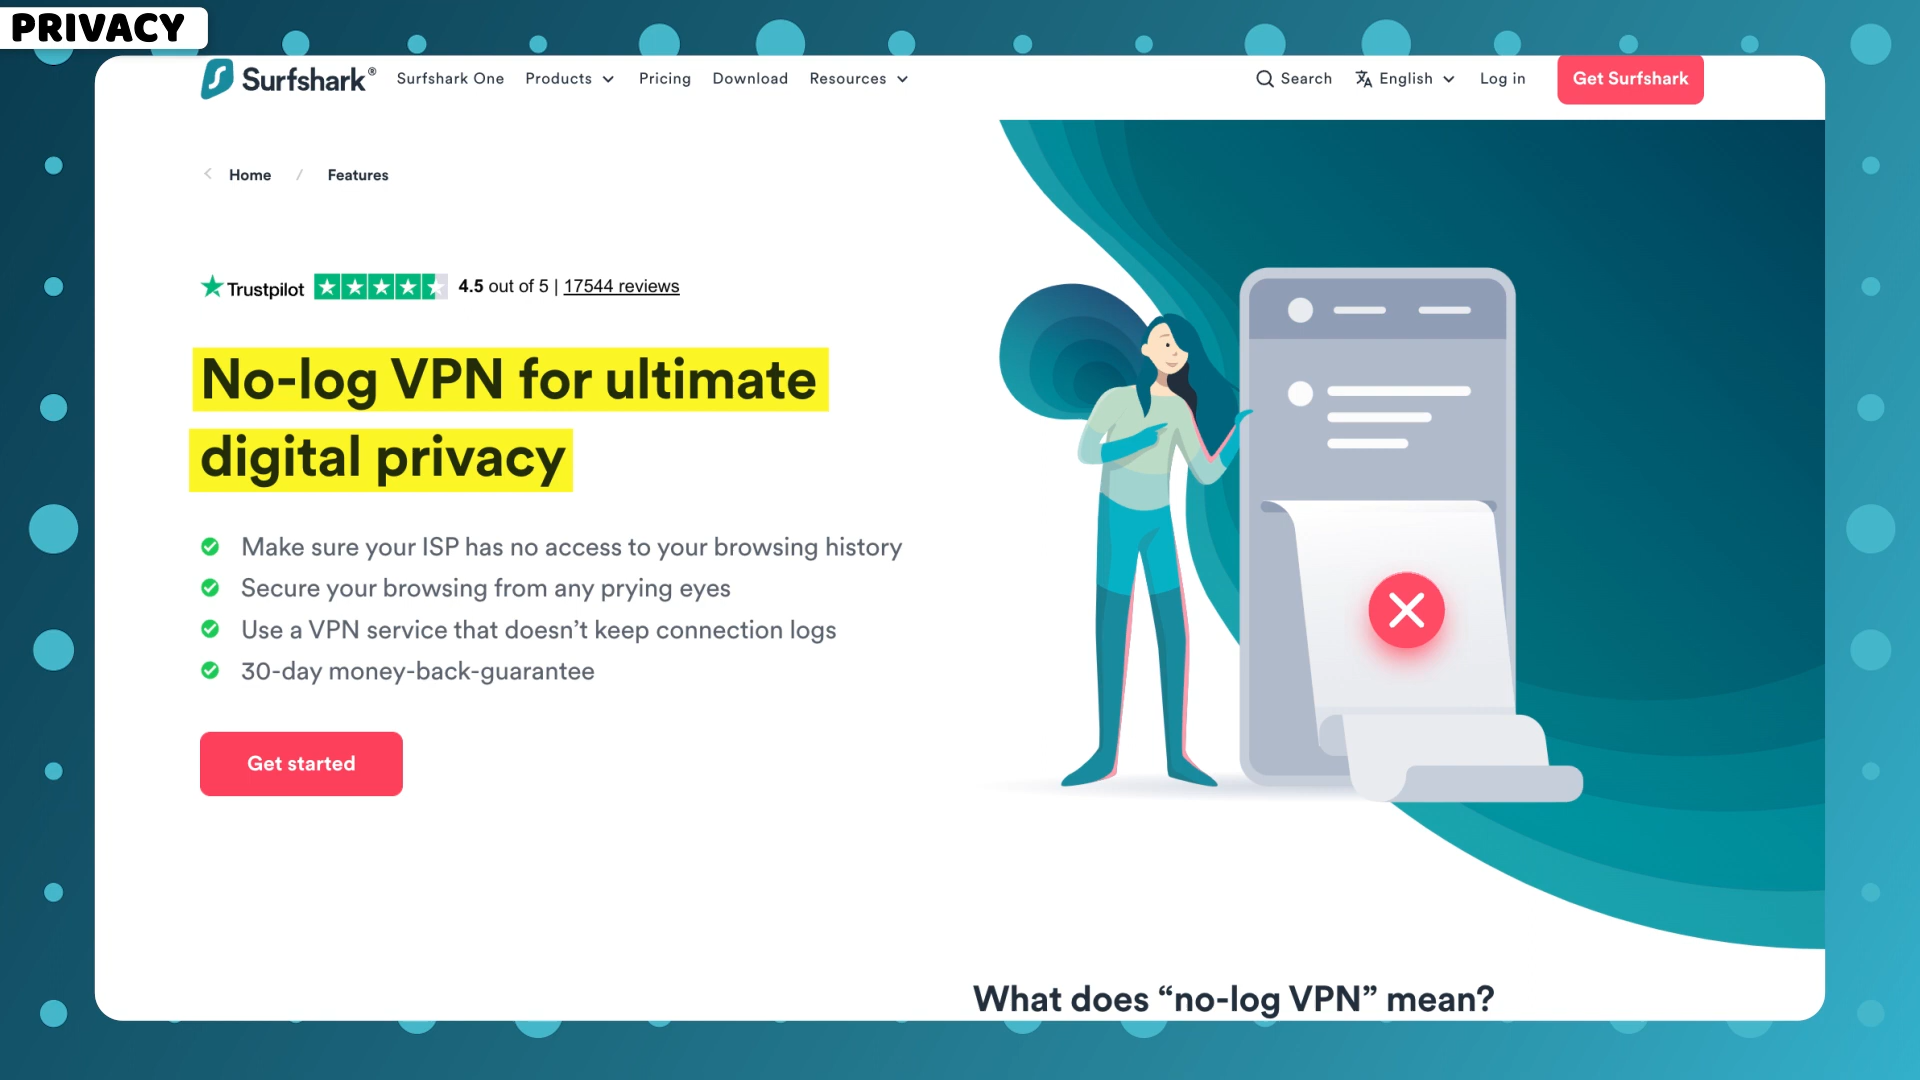 PRIVACY
Surfshark®
Surfshark One
Products
Pricing
Download
Resources
Search
English
Log in
Get Surfshark
Home / Features
Trustpilot 4.5 out of 5 | 17544 reviews
No-log VPN for ultimate
digital privacy
Make sure your ISP has no access to your browsing history
Secure your browsing from any prying eyes
Use a VPN service that doesn’t keep connection logs
30-day money-back-guarantee
Get started
What does “no-log VPN” mean?